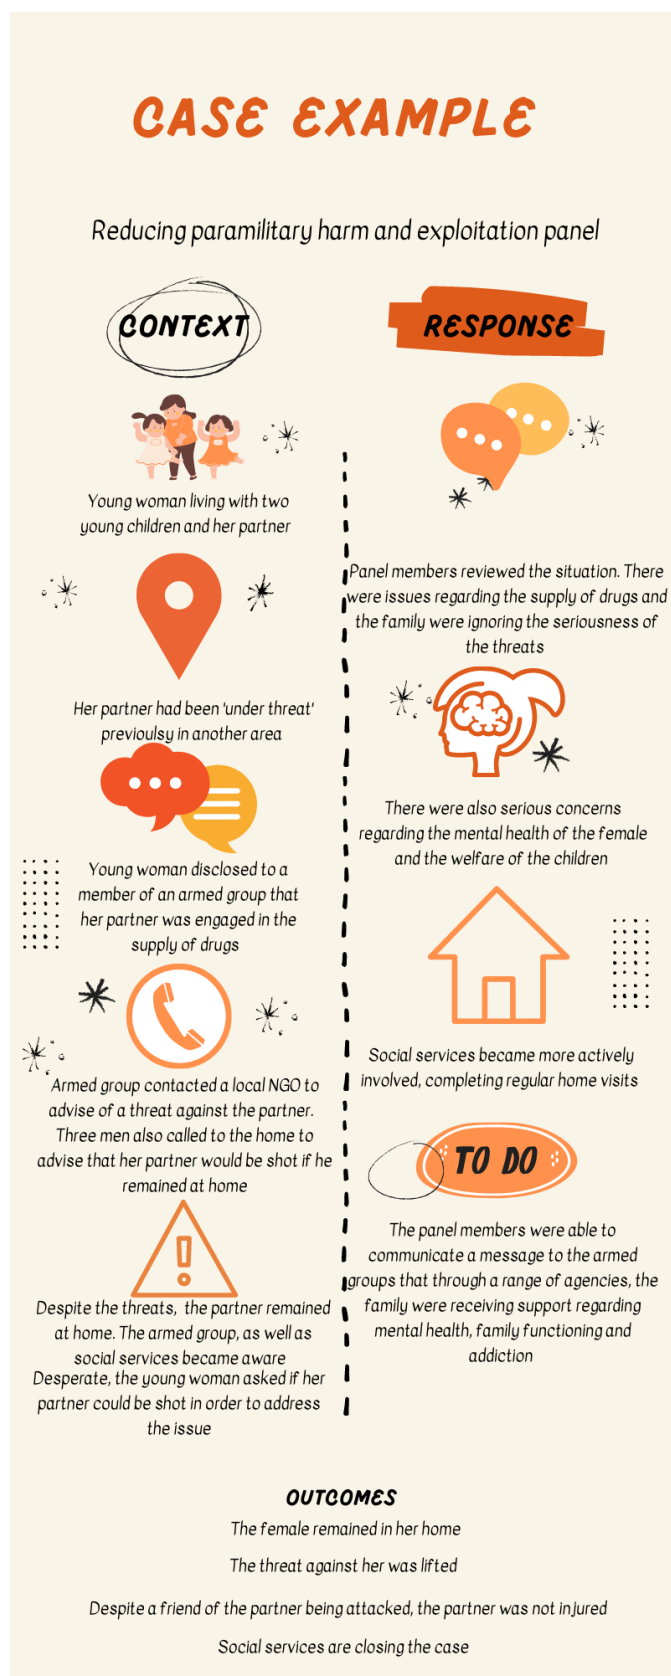 CASE EXAMPLE
Reducing paramilitary harm and exploitation panel
CONTEXT
Young woman living with two
young children and her partner
Her partner had been 'under threat'
previoulsy in another area
Young woman disclosed to a
member of an armed group that
her partner was engaged in the
supply of drugs
Armed group contacted a local NGO to
advise of a threat against the partner.
Three men also called to the home to
advise that her partner would be shot if he
remained at home
Despite the threats, the partner remained
at home. The armed group, as well as
social services became aware
Desperate, the young woman asked if her
partner could be shot in order to address
the issue
RESPONSE
Panel members reviewed the situation. There
were issues regarding the supply of drugs and
the family were ignoring the seriousness of
the threats
There were also serious concerns
regarding the mental health of the female
and the welfare of the children
Social services became more actively
involved, completing regular home visits
TO DO
The panel members were able to
communicate a message to the armed
groups that through a range of agencies, the
family were receiving support regarding
mental health, family functioning and
addiction
OUTCOMES
The female remained in her home
The threat against her was lifted
Despite a friend of the partner being attacked, the partner was not injured
Social services are closing the case